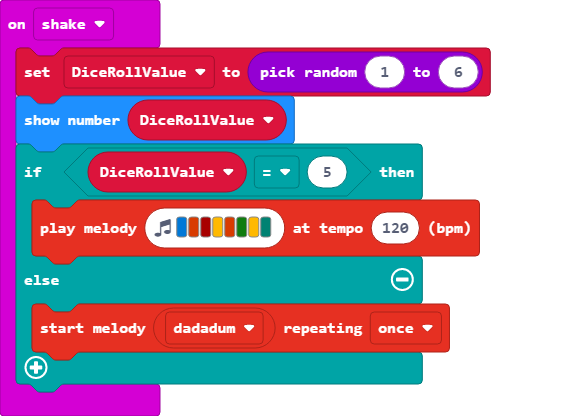 on shake
set DiceRollValue to pick random 1 to 6
show number DiceRollValue
if DiceRollValue = 5 then
play melody at tempo 120 (bpm)
else
start melody dadadum repeating once